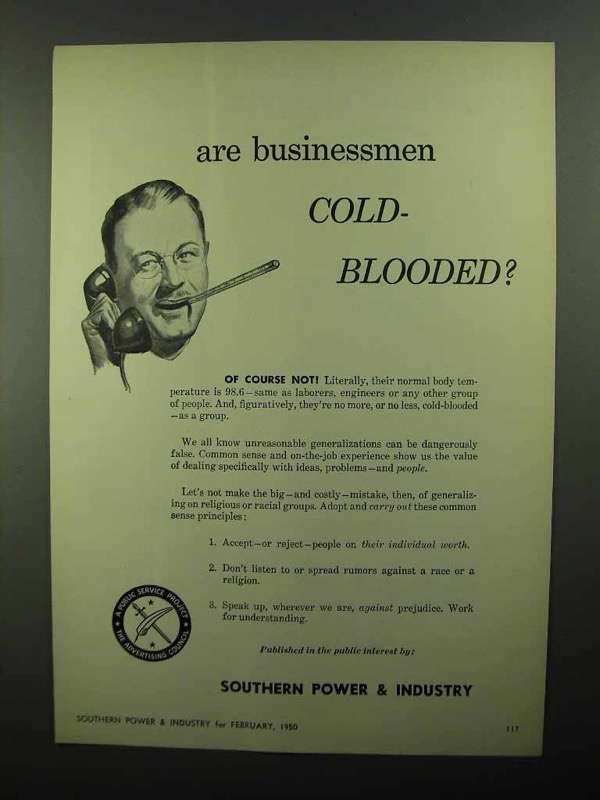 are businessmen
COLD-
BLOODED?
OF COURSE NOT! Literally, their normal body tem-
perature is 98.6—same as laborers, engineers or any other group
of people. And, figuratively, they're no more, or no less, cold-blooded
—as a group.
We all know unreasonable generalizations can be dangerously
false. Common sense and on-the-job experience show us the value
of dealing specifically with ideas, problems—and people.
Let's not make the big—and costly—mistake, then, of generaliz-
ing on religious or racial groups. Adopt and carry out these common
sense principles:
1. Accept—or reject—people on their individual worth.
2. Don't listen to or spread rumors against a race or a
religion.
3. Speak up, wherever we are, against prejudice. Work
for understanding.
A PUBLIC SERVICE PROJECT
THE ADVERTISING COUNCIL
Published in the public interest by:
SOUTHERN POWER & INDUSTRY
SOUTHERN POWER & INDUSTRY for FEBRUARY, 1950
117